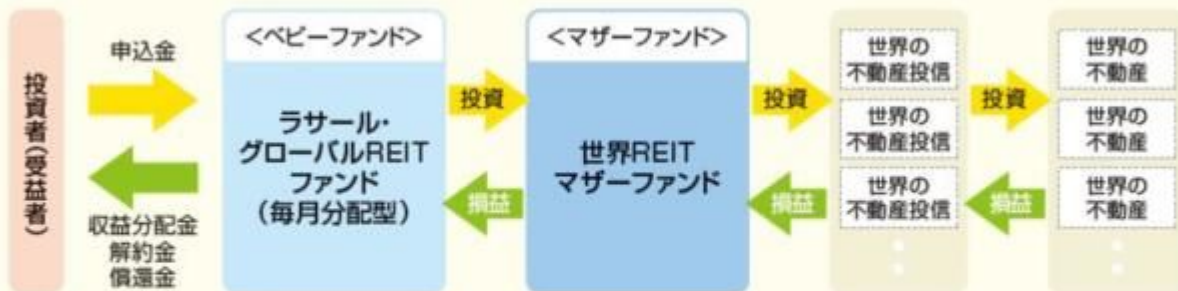 投資者(受益者)
申込金
収益分配金
解約金
償還金
<ベビーファンド>
ラサール・
グローバルREIT
ファンド
(毎月分配型)
投資
損益
<マザーファンド>
世界REIT
マザーファンド
投資
損益
世界の
不動産投信
世界の
不動産投信
世界の
不動産投信
投資
損益
世界の
不動産
世界の
不動産
世界の
不動産